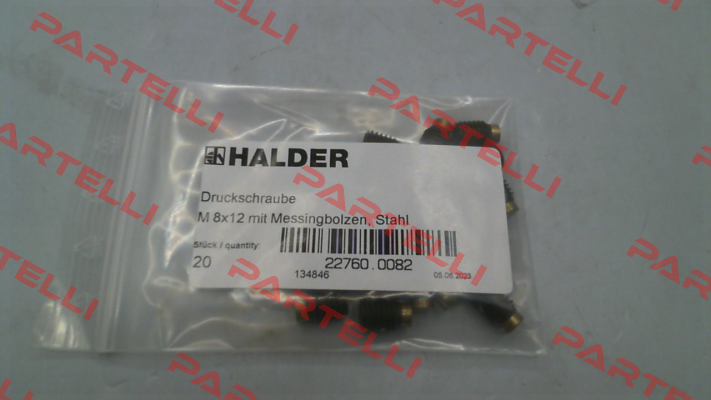 HALDER
Druckschraube
M 8x12 mit Messingbolzen, Stahl
Stück / quantity:
20
22760.0082
134846
05.06.2023
PARTELLI
PARTELLI
PARTELLI
PARTELLI
PARTELLI
PARTELLI
PARTELLI
PARTELLI
PARTELLI